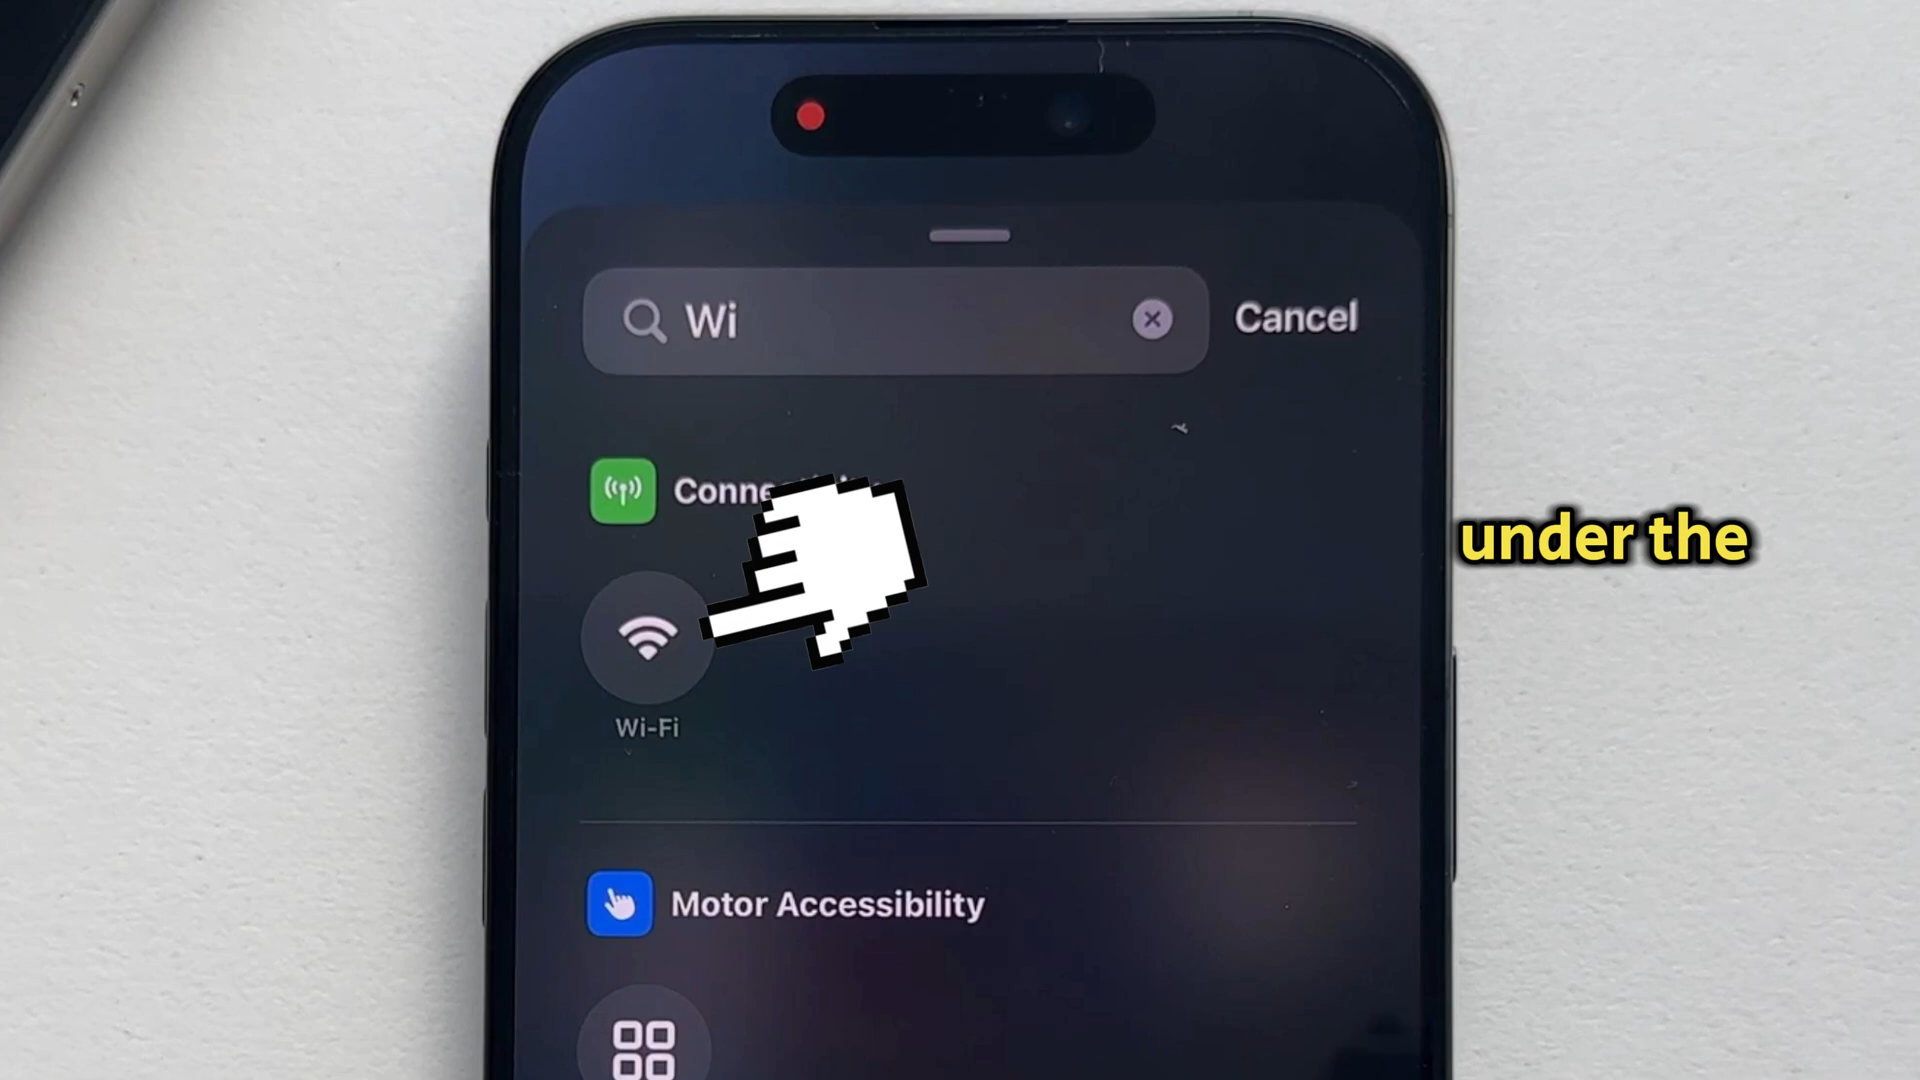 Wi
Cancel
under the
Wi-Fi
Motor Accessibility